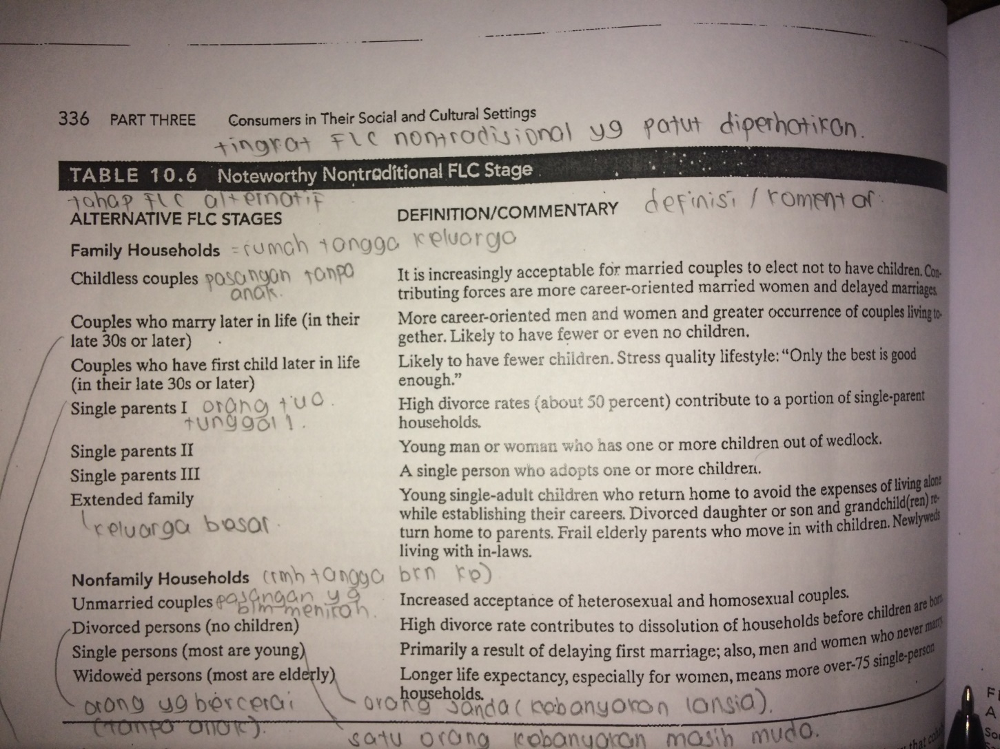 336 PART THREE Consumers in Their Social and Cultural Settings
tingkat FLC nontradisional yg patut diperhatikan.
TABLE 10.6 Noteworthy Nontraditional FLC Stage
tahap FLC alternatif
ALTERNATIVE FLC STAGES
DEFINITION/COMMENTARY definisi / komentar
Family Households = rumah tangga keluarga
Childless couples pasangan tanpa
anak.
It is increasingly acceptable for married couples to elect not to have children. Con-
tributing forces are more career-oriented married women and delayed marriages.
Couples who marry later in life (in their
late 30s or later)
More career-oriented men and women and greater occurrence of couples living to-
gether. Likely to have fewer or even no children.
Couples who have first child later in life
(in their late 30s or later)
Likely to have fewer children. Stress quality lifestyle: “Only the best is good
enough.”
Single parents I orang tua.
tunggal 1.
High divorce rates (about 50 percent) contribute to a portion of single-parent
households.
Single parents II
Young man or woman who has one or more children out of wedlock.
Single parents III
A single person who adopts one or more children.
Extended family
keluarga besar.
Young single-adult children who return home to avoid the expenses of living alone
while establishing their careers. Divorced daughter or son and grandchild(ren) re-
turn home to parents. Frail elderly parents who move in with children. Newlyweds
living with in-laws.
Nonfamily Households (rmh tangga bkn kp)
Unmarried couples pasangan yg
blm menikah.
Increased acceptance of heterosexual and homosexual couples.
Divorced persons (no children)
High divorce rate contributes to dissolution of households before children are born.
Single persons (most are young)
Primarily a result of delaying first marriage; also, men and women who never marry
Widowed persons (most are elderly)
Longer life expectancy, especially for women, means more over-75 single-person
households.
orang yg bercerai
(tanpa anak).
orang janda (kebanyakan lansia).
satu orang kebanyakan masih muda.